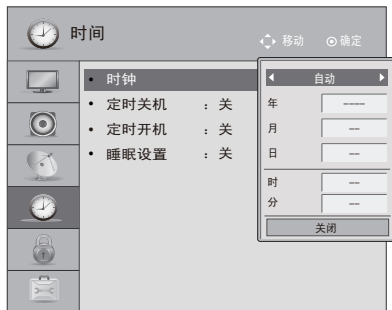 时间
移动 ⊙确定
• 时钟
• 定时关机 ：关
• 定时开机 ：关
• 睡眠设置 ：关
自动
年 ----
月 --
日 --
时 --
分 --
关闭